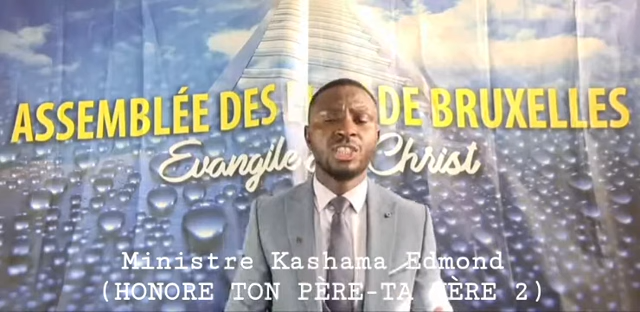 ASSEMBLÉE DES DE BRUXELLES
Evangile Christ
Ministre Kashama Edmond
(HONORE TON PÈRE-TA MÈRE 2)